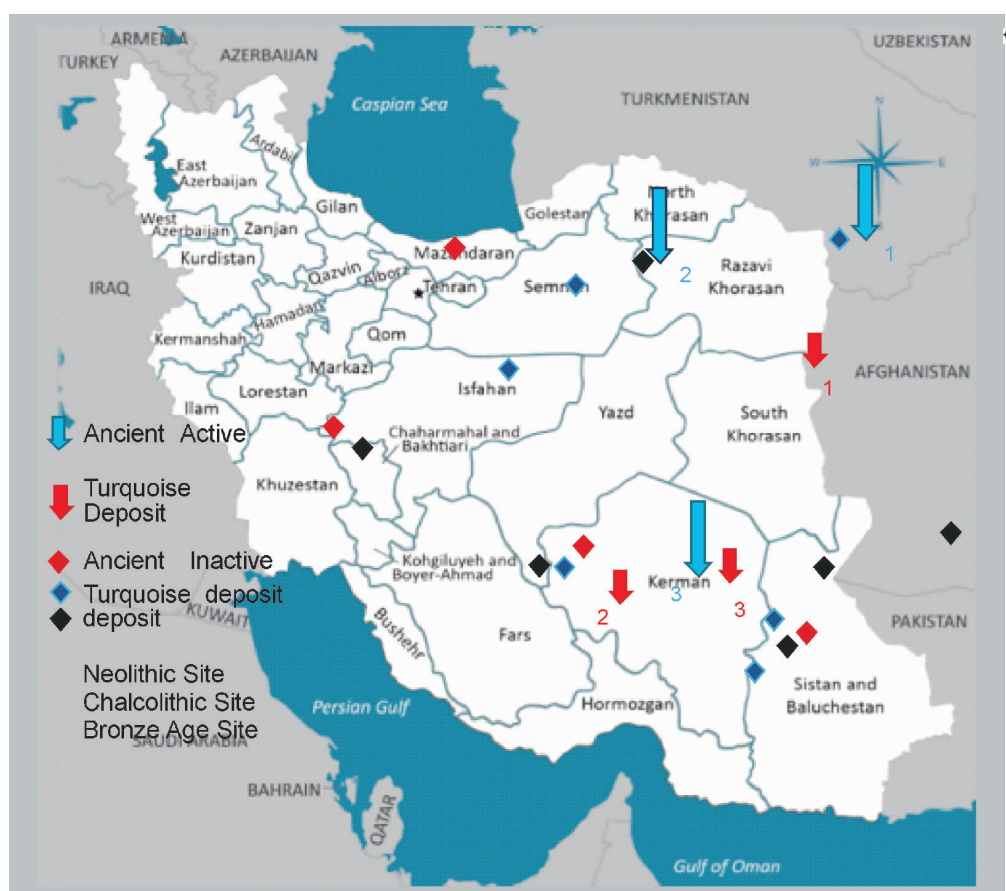 ARMENIA
TURKEY
AZERBAIJAN
UZBEKISTAN
Caspian Sea
TURKMENISTAN
N
W
E
Ardabil
East
Azerbaijan
North
Khorasan
Gilan
Golestan
West
Azerbaijan
Zanjan
1
Mazandaran
Kurdistan
Qazvin
Alborz
2
Razavi
Khorasan
IRAQ
Tehran
Semnan
Hamadan
Kermanshah
Qom
Markazi
AFGHANISTAN
1
Isfahan
Lorestan
Ilam
Yazd
South
Khorasan
Ancient Active
Chaharmahal and
Bakhtiari
Khuzestan
Turquoise
Deposit
Ancient Inactive
Kohgiluyeh and
Boyer-Ahmad
Kerman
3
2
3
Turquoise deposit
deposit
KUWAIT
Bushehr
Fars
PAKISTAN
Neolithic Site
Chalcolithic Site
Bronze Age Site
Sistan and
Baluchestan
Hormozgan
Persian Gulf
SAUDI ARABIA
BAHRAIN
QATAR
Gulf of Oman